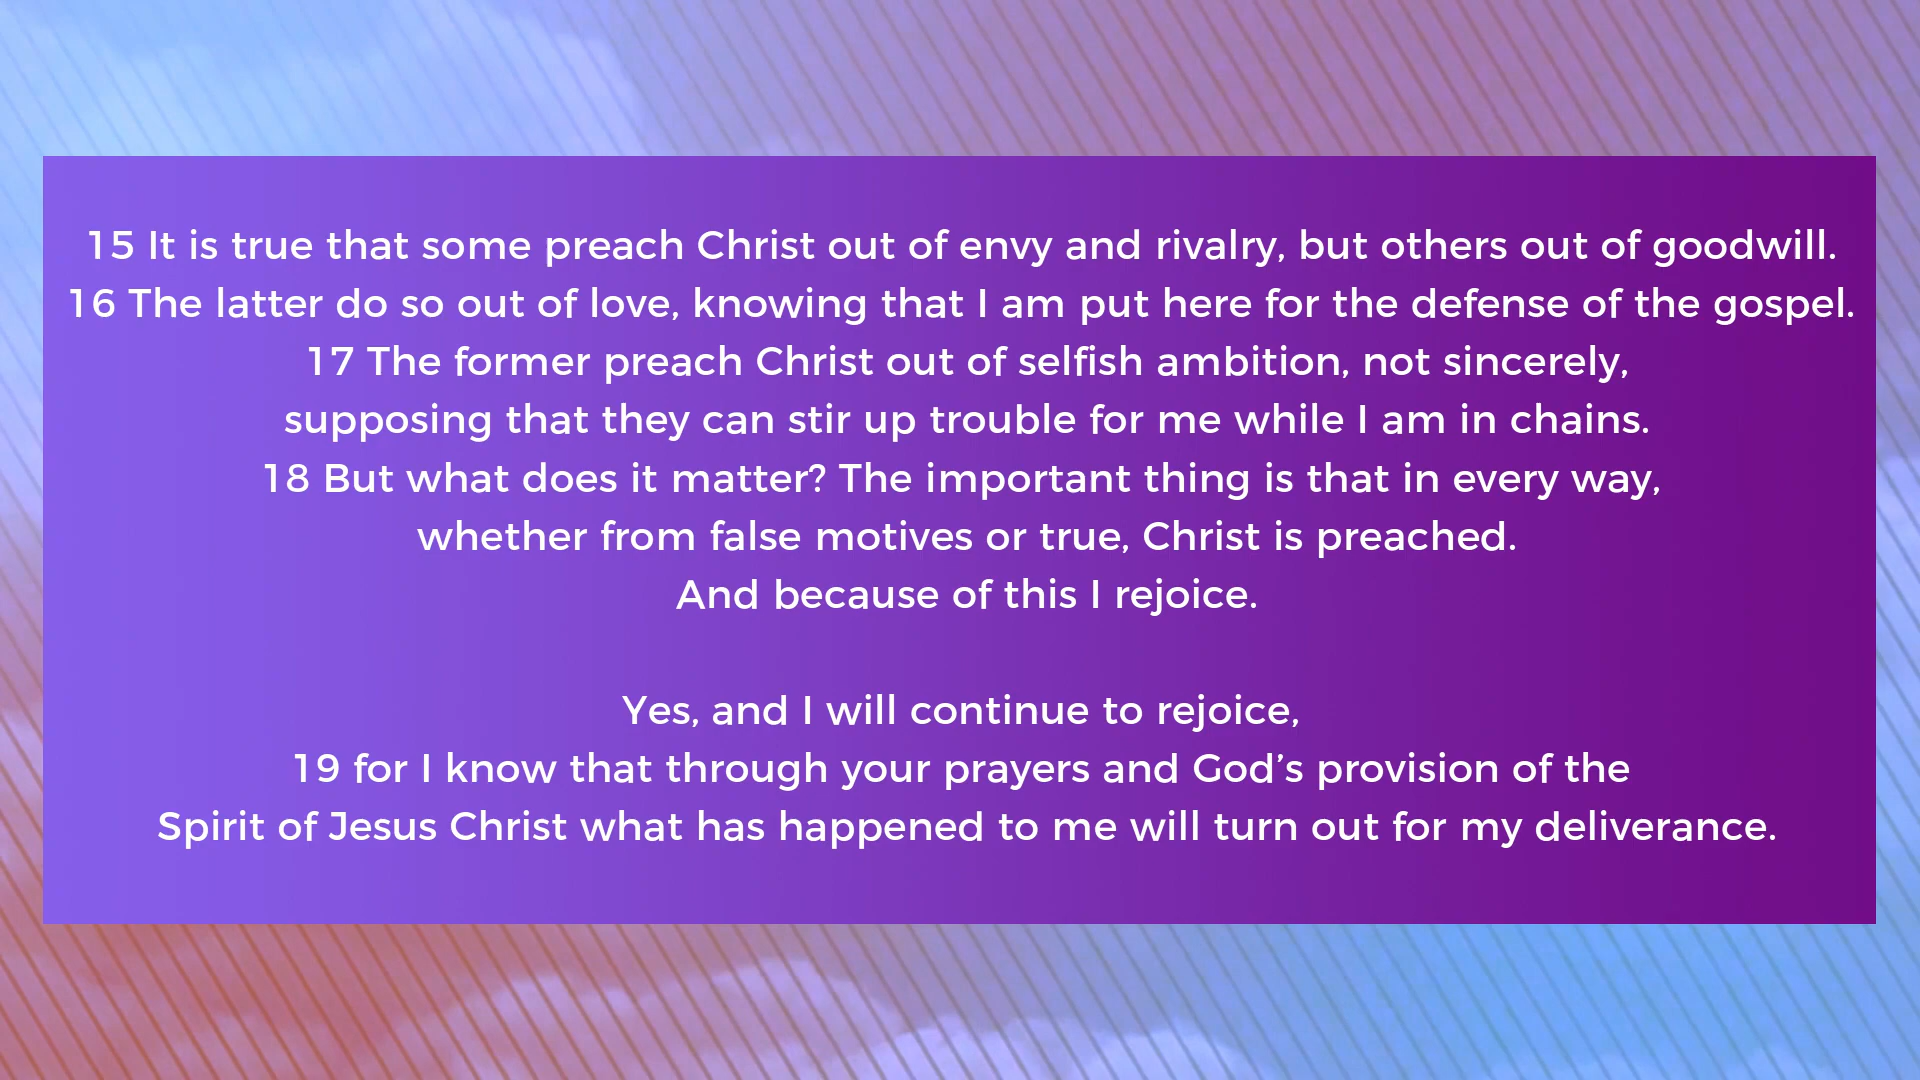 15 It is true that some preach Christ out of envy and rivalry, but others out of goodwill.
16 The latter do so out of love, knowing that I am put here for the defense of the gospel.
17 The former preach Christ out of selfish ambition, not sincerely,
supposing that they can stir up trouble for me while I am in chains.
18 But what does it matter? The important thing is that in every way,
whether from false motives or true, Christ is preached.
And because of this I rejoice.
Yes, and I will continue to rejoice,
19 for I know that through your prayers and God’s provision of the
Spirit of Jesus Christ what has happened to me will turn out for my deliverance.